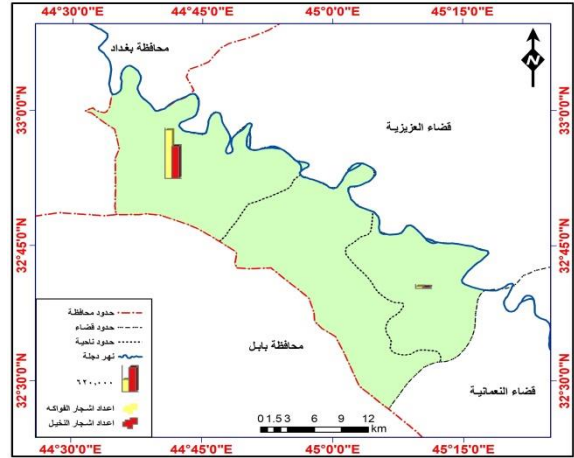 44°30'0"E 44°45'0"E 45°0'0"E 45°15'0"E
محافظة بغداد
N
33°0'0"N
33°0'0"N
قضاء العزيزية
32°45'0"N
32°45'0"N
محافظة بابل
قضاء النعمانية
32°30'0"N
32°30'0"N
حدود محافظة
حدود قضاء
حدود ناحية
نهر دجلة
٦٢٠,٠٠٠
اعداد اشجار الفواكه
اعداد اشجار النخيل
0 1.5 3 6 9 12
km
44°30'0"E 44°45'0"E 45°0'0"E 45°15'0"E